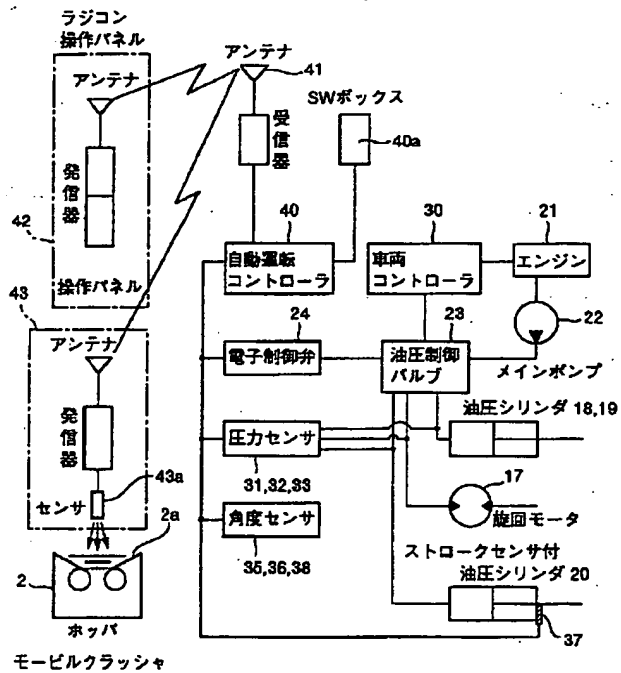 ラジコン
操作パネル
アンテナ
発信器
42
操作パネル
43
アンテナ
発信器
43a
センサ
2a
2
ホッパ
モービルクラッシャ
アンテナ
41
受信器
SWボックス
40a
40
自動運転
コントローラ
30
車両
コントローラ
21
エンジン
22
メインポンプ
24
電子制御弁
23
油圧制御
バルブ
油圧シリンダ 18,19
圧力センサ
31,32,33
17
旋回モータ
角度センサ
35,36,38
ストロークセンサ付
油圧シリンダ 20
37